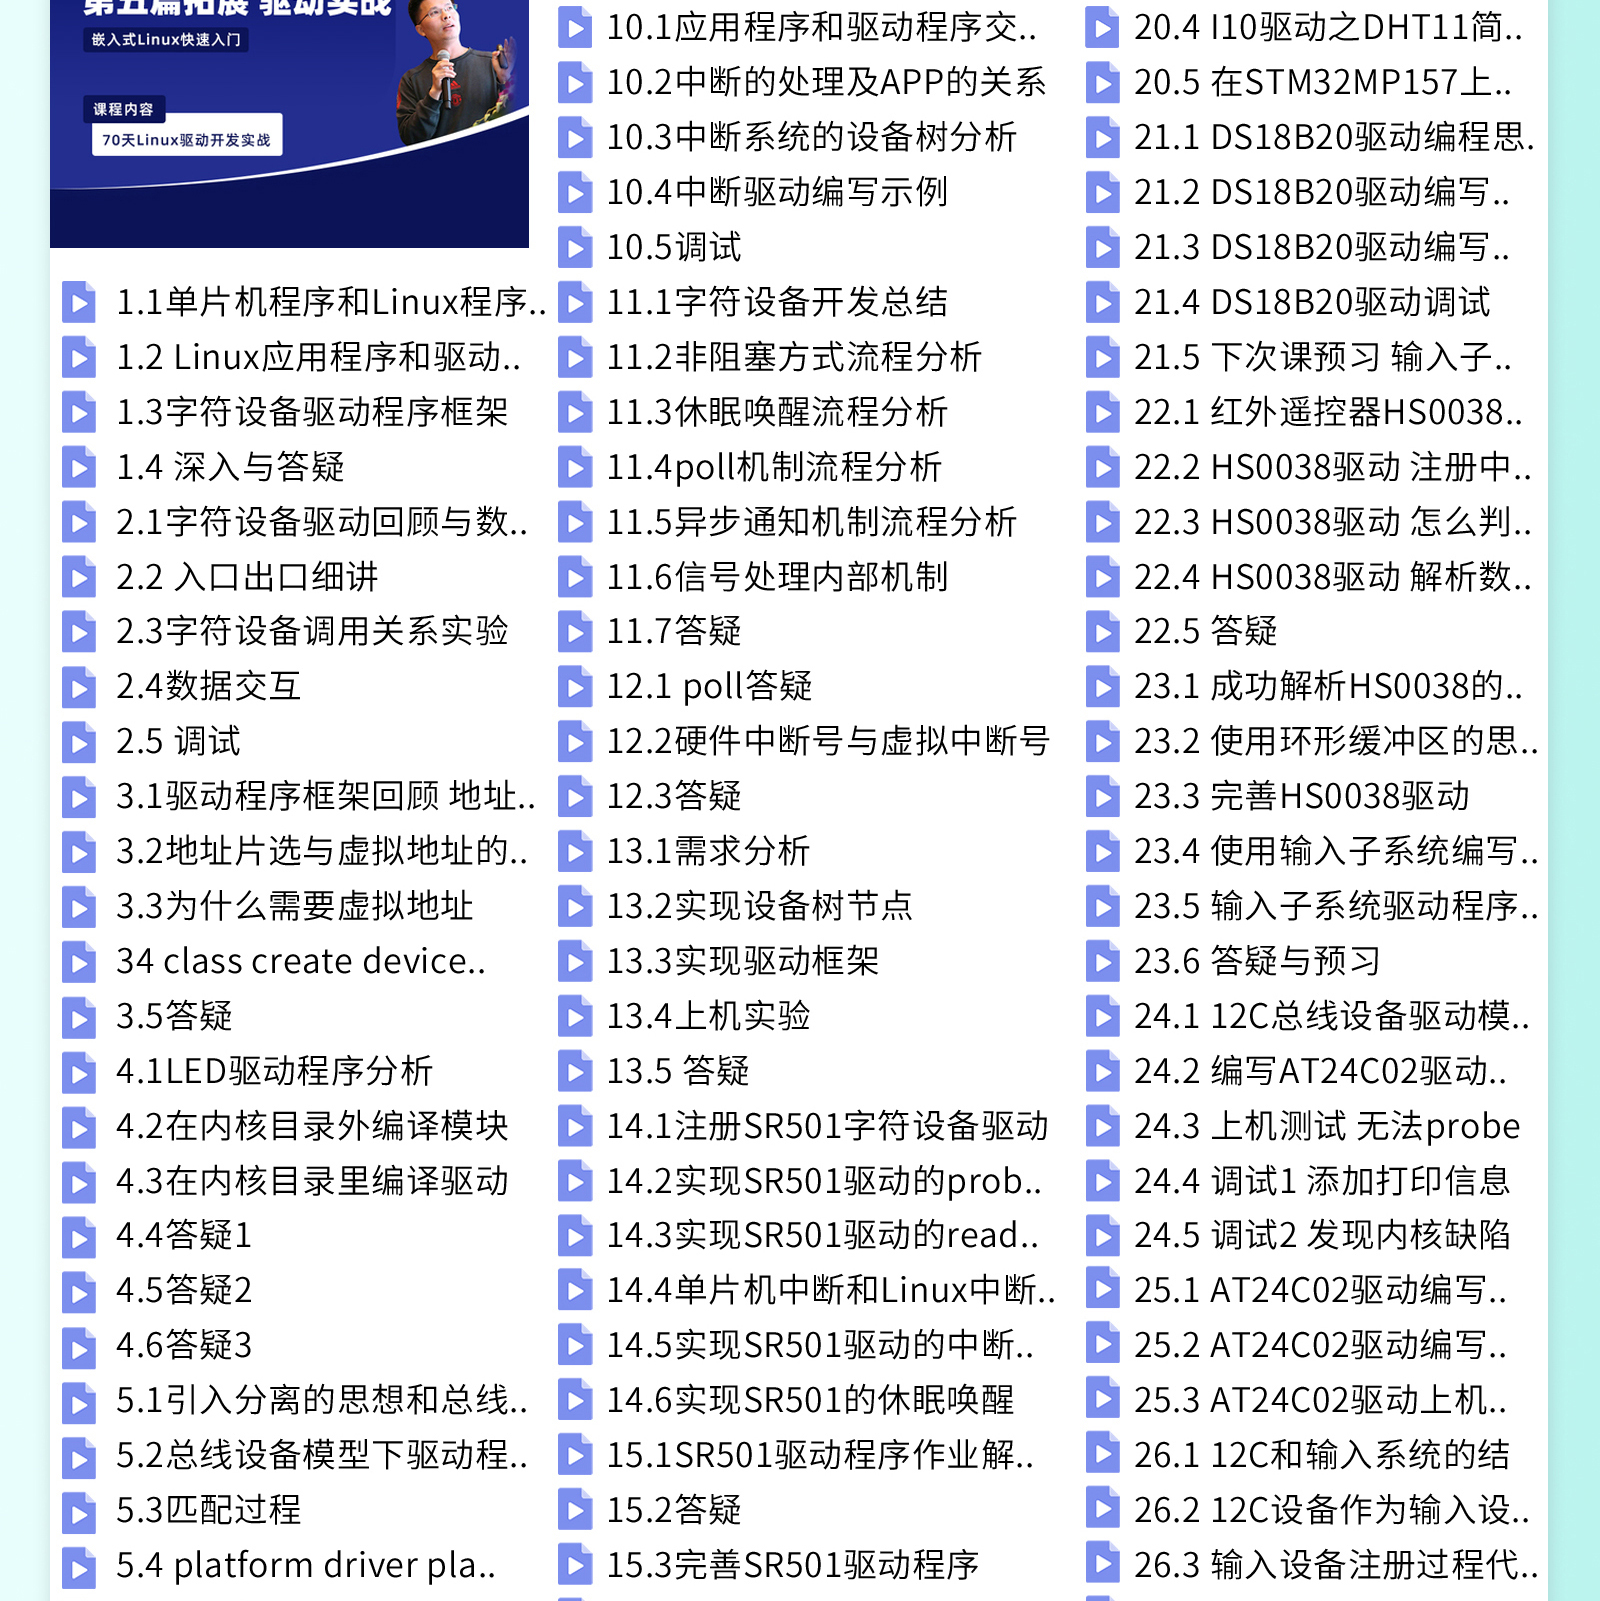 第五篇拓展 驱动实战
嵌入式Linux快速入门
课程内容
70天Linux驱动开发实战
1.1单片机程序和Linux程序..
1.2 Linux应用程序和驱动..
1.3字符设备驱动程序框架
1.4 深入与答疑
2.1字符设备驱动回顾与数..
2.2 入口出口细讲
2.3字符设备调用关系实验
2.4数据交互
2.5 调试
3.1驱动程序框架回顾 地址..
3.2地址片选与虚拟地址的..
3.3为什么需要虚拟地址
34 class create device..
3.5答疑
4.1LED驱动程序分析
4.2在内核目录外编译模块
4.3在内核目录里编译驱动
4.4答疑1
4.5答疑2
4.6答疑3
5.1引入分离的思想和总线..
5.2总线设备模型下驱动程..
5.3匹配过程
5.4 platform driver pla..
10.1应用程序和驱动程序交..
10.2中断的处理及APP的关系
10.3中断系统的设备树分析
10.4中断驱动编写示例
10.5调试
11.1字符设备开发总结
11.2非阻塞方式流程分析
11.3休眠唤醒流程分析
11.4poll机制流程分析
11.5异步通知机制流程分析
11.6信号处理内部机制
11.7答疑
12.1 poll答疑
12.2硬件中断号与虚拟中断号
12.3答疑
13.1需求分析
13.2实现设备树节点
13.3实现驱动框架
13.4上机实验
13.5 答疑
14.1注册SR501字符设备驱动
14.2实现SR501驱动的prob..
14.3实现SR501驱动的read..
14.4单片机中断和Linux中断..
14.5实现SR501驱动的中断..
14.6实现SR501的休眠唤醒
15.1SR501驱动程序作业解..
15.2答疑
15.3完善SR501驱动程序
20.4 I10驱动之DHT11简..
20.5 在STM32MP157上..
21.1 DS18B20驱动编程思.
21.2 DS18B20驱动编写..
21.3 DS18B20驱动编写..
21.4 DS18B20驱动调试
21.5 下次课预习 输入子..
22.1 红外遥控器HS0038..
22.2 HS0038驱动 注册中..
22.3 HS0038驱动 怎么判..
22.4 HS0038驱动 解析数..
22.5 答疑
23.1 成功解析HS0038的..
23.2 使用环形缓冲区的思..
23.3 完善HS0038驱动
23.4 使用输入子系统编写..
23.5 输入子系统驱动程序..
23.6 答疑与预习
24.1 12C总线设备驱动模..
24.2 编写AT24C02驱动..
24.3 上机测试 无法probe
24.4 调试1 添加打印信息
24.5 调试2 发现内核缺陷
25.1 AT24C02驱动编写..
25.2 AT24C02驱动编写..
25.3 AT24C02驱动上机..
26.1 12C和输入系统的结
26.2 12C设备作为输入设..
26.3 输入设备注册过程代..